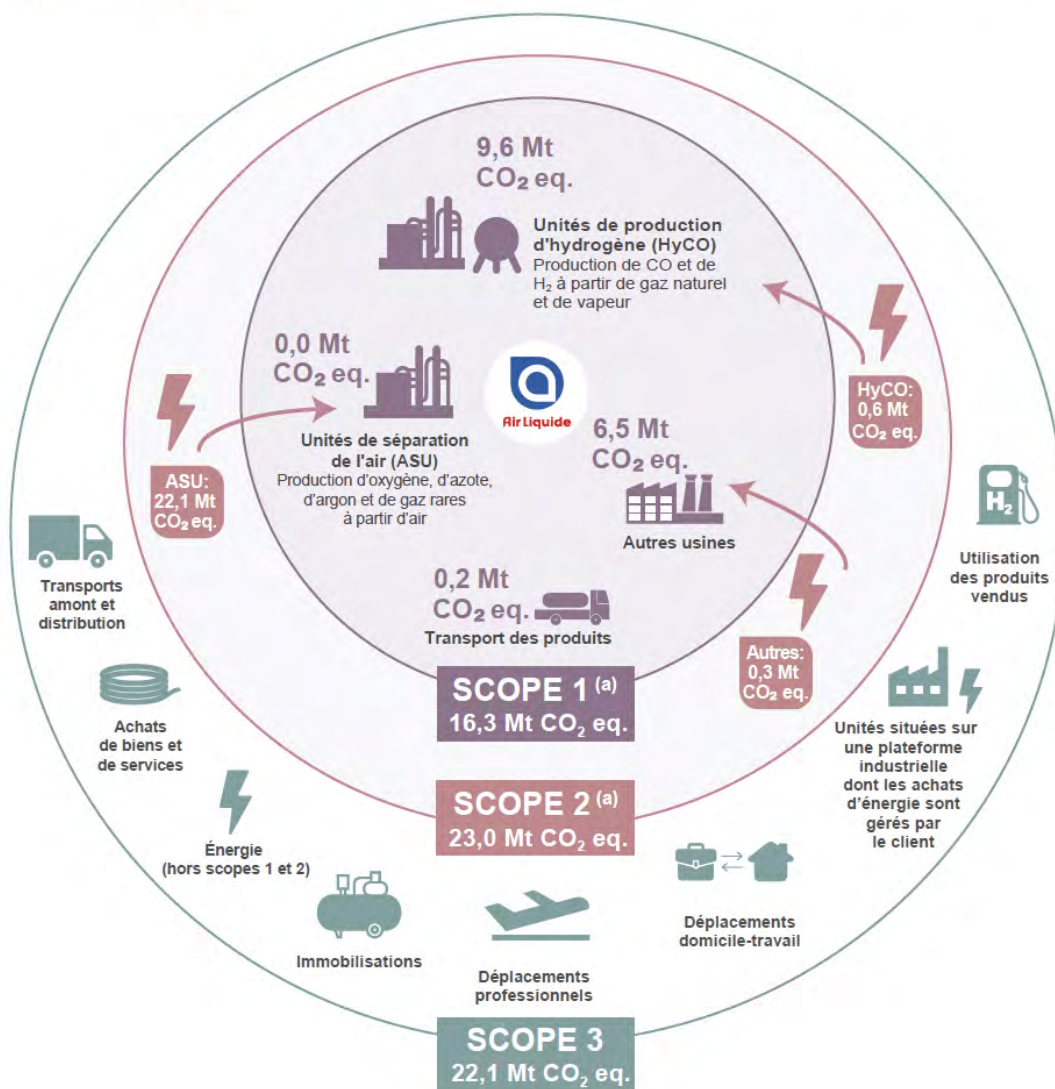 9,6 Mt
CO₂ eq.
Unités de production
d'hydrogène (HyCO)
Production de CO et de
H₂ à partir de gaz naturel
et de vapeur
0,0 Mt
CO₂ eq.
Air Liquide
HyCO:
0,6 Mt
CO₂ eq.
Unités de séparation
de l'air (ASU)
Production d'oxygène, d'azote,
d'argon et de gaz rares
à partir d'air
6,5 Mt
CO₂ eq.
Autres usines
ASU:
22,1 Mt
CO₂ eq.
H₂
Utilisation
des produits
vendus
Transports
amont et
distribution
0,2 Mt
CO₂ eq.
Transport des produits
Autres:
0,3 Mt
CO₂ eq.
SCOPE 1 (a)
16,3 Mt CO₂ eq.
Achats
de biens et
de services
Unités situées sur
une plateforme
industrielle
dont les achats
d'énergie sont
gérés par
le client
SCOPE 2 (a)
23,0 Mt CO₂ eq.
Énergie
(hors scopes 1 et 2)
Immobilisations
Déplacements
professionnels
Déplacements
domicile-travail
SCOPE 3
22,1 Mt CO₂ eq.